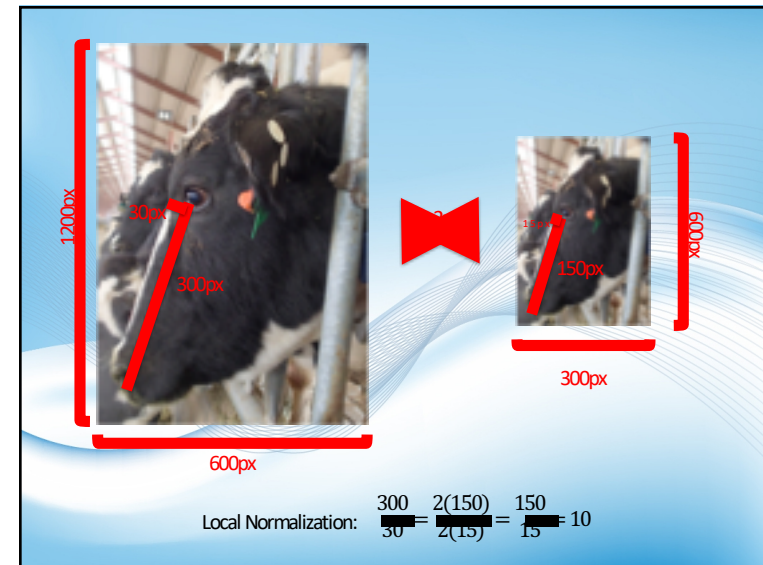 1200px
30px
300px
600px
15px
150px
600px
300px
Local Normalization: 300/30 = 2(150)/2(15) = 150/15 = 10